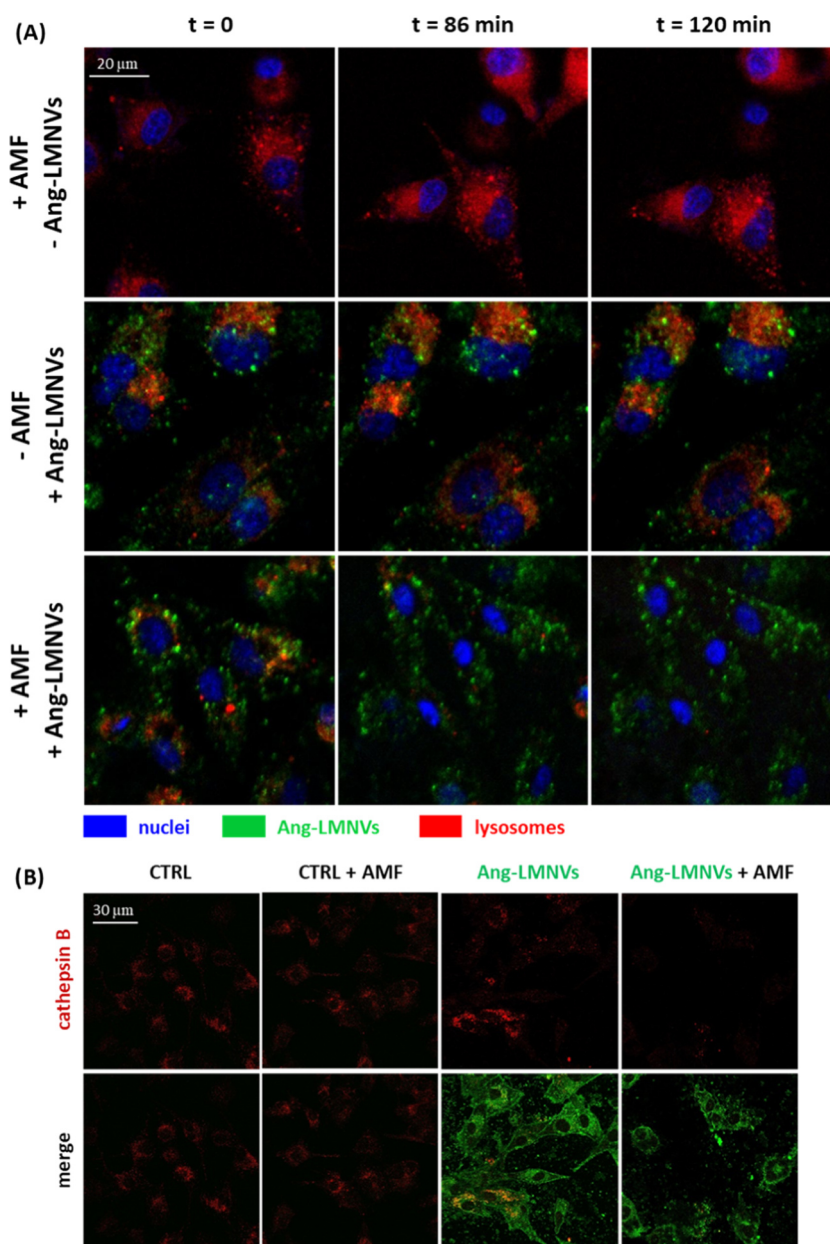 (A)
t = 0
t = 86 min
t = 120 min
20 µm
+ AMF
- Ang-LMNVs
- AMF
+ Ang-LMNVs
+ AMF
+ Ang-LMNVs
nuclei
Ang-LMNVs
lysosomes
(B)
CTRL
CTRL + AMF
Ang-LMNVs
Ang-LMNVs + AMF
30 µm
cathepsin B
merge